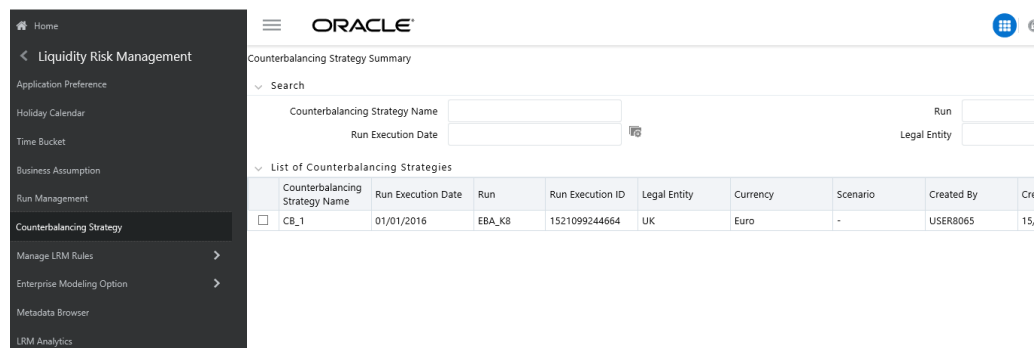 Home
Liquidity Risk Management
Application Preference
Holiday Calendar
Time Bucket
Business Assumption
Run Management
Counterbalancing Strategy
Manage LRM Rules
Enterprise Modeling Option
Metadata Browser
LRM Analytics
ORACLE
Counterbalancing Strategy Summary
Search
Counterbalancing Strategy Name
Run
Run Execution Date
Legal Entity
List of Counterbalancing Strategies
Counterbalancing Strategy Name Run Execution Date Run Run Execution ID Legal Entity Currency Scenario Created By Cre
CB_1 01/01/2016 EBA_K8 1521099244664 UK Euro - USER8065 15/